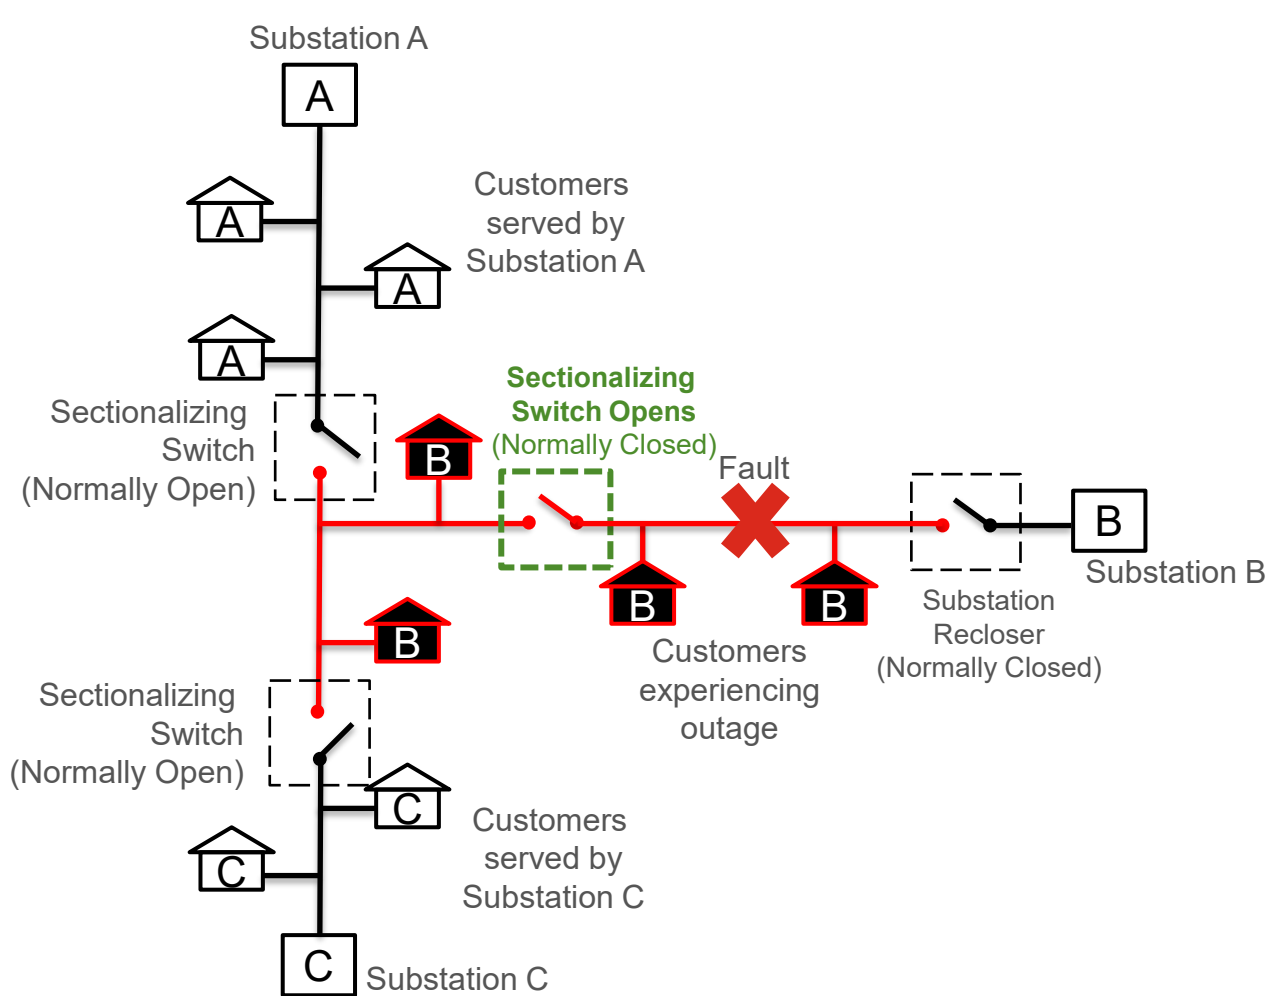 Substation A
A
A
Customers
served by
Substation A
A
A
Sectionalizing
Switch Opens
(Normally Closed)
Sectionalizing
Switch
(Normally Open)
B
Fault
B
Substation B
B
B
Substation
Recloser
(Normally Closed)
Customers
experiencing
outage
B
Sectionalizing
Switch
(Normally Open)
C
Customers
served by
Substation C
C
C
Substation C